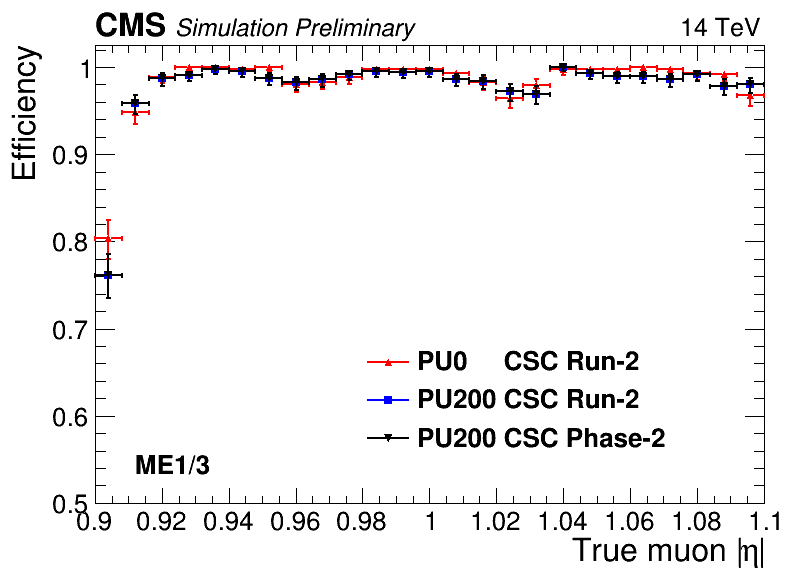 CMS Simulation Preliminary 14 TeV
Efficiency
1
0.9
0.8
0.7
0.6
0.5
PU0 CSC Run-2
PU200 CSC Run-2
PU200 CSC Phase-2
ME1/3
0.9 0.92 0.94 0.96 0.98 1 1.02 1.04 1.06 1.08 1.1
True muon |η|